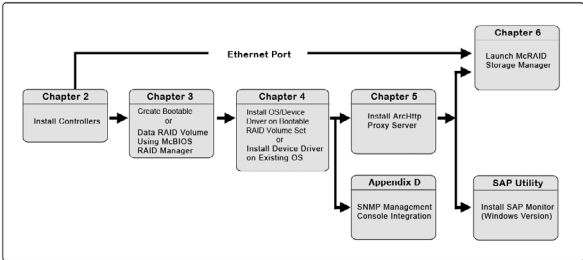 Chapter 6
Launch McRAID
Storage Manager
Ethernet Port
Chapter 2
Install Controllers
Chapter 3
Create Bootable
or
Data RAID Volume
Using McBIOS
RAID Manager
Chapter 4
Install OS/Device
Driver on Bootable
RAID Volume Set
or
Install Device Driver
on Existing OS
Chapter 5
Install ArcHttp
Proxy Server
Appendix D
SNMP Management
Console Integration
SAP Utility
Install SAP Monitor
(Windows Version)